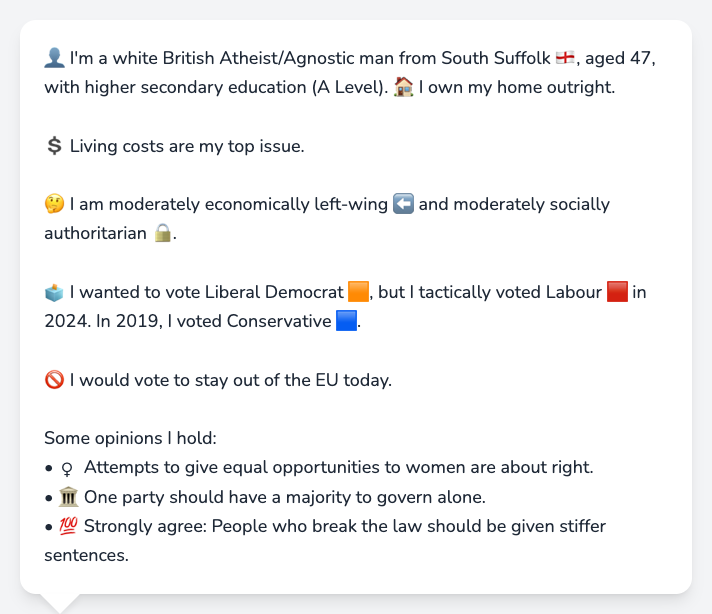 👤 I'm a white British Atheist/Agnostic man from South Suffolk 🏴󠁧󠁢󠁥󠁮󠁧󠁿, aged 47,
with higher secondary education (A Level). 🏠 I own my home outright.
💲 Living costs are my top issue.
🤔 I am moderately economically left-wing ⬅️ and moderately socially
authoritarian 🔒.
🗳️ I wanted to vote Liberal Democrat 🟧, but I tactically voted Labour 🟥 in
2024. In 2019, I voted Conservative 🟦.
🚫 I would vote to stay out of the EU today.
Some opinions I hold:
• ♀ Attempts to give equal opportunities to women are about right.
• 🏛️ One party should have a majority to govern alone.
• 💯 Strongly agree: People who break the law should be given stiffer
sentences.